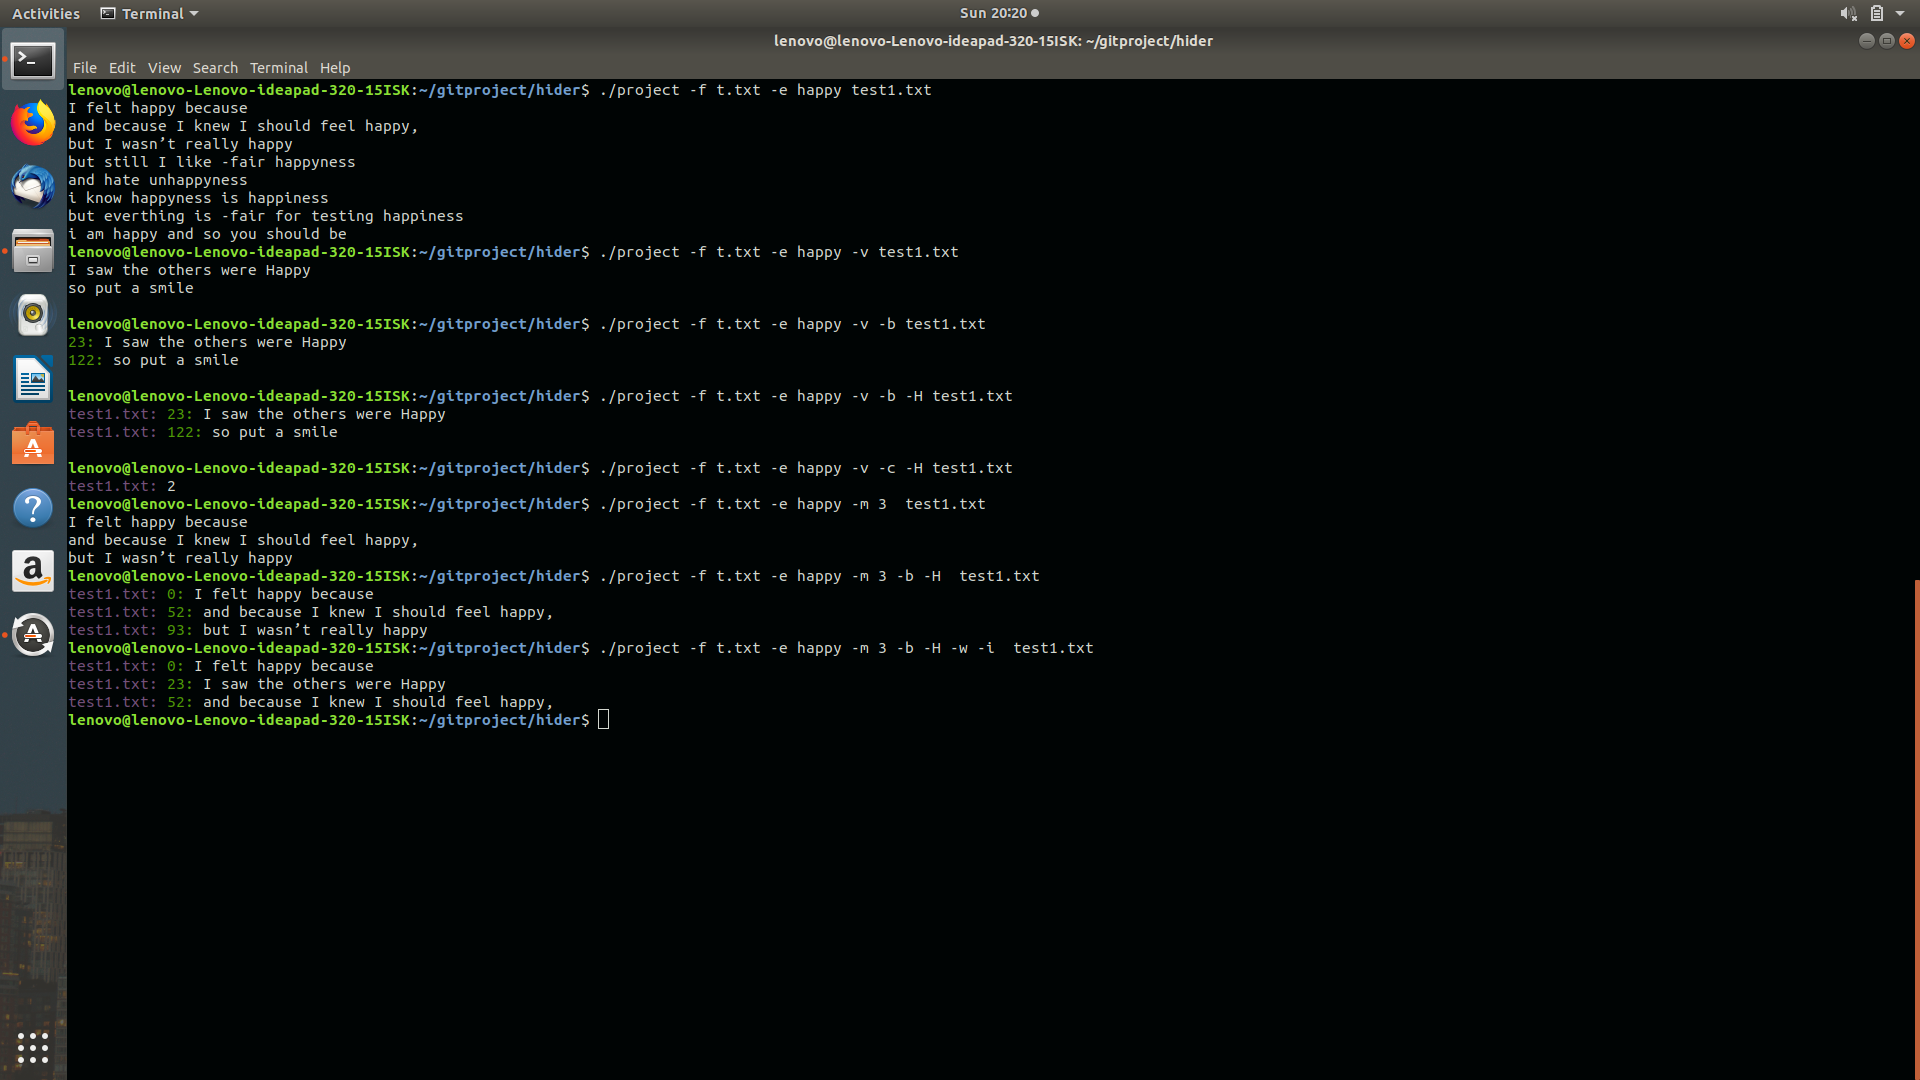 Activities
Terminal
Sun 20:20
lenovo@lenovo-Lenovo-ideapad-320-15ISK: ~/gitproject/hider
File Edit View Search Terminal Help
lenovo@lenovo-Lenovo-ideapad-320-15ISK:~/gitproject/hider$ ./project -f t.txt -e happy test1.txt
I felt happy because
and because I knew I should feel happy,
but I wasn’t really happy
but still I like -fair happyness
and hate unhappyness
i know happyness is happiness
but everthing is -fair for testing happiness
i am happy and so you should be
lenovo@lenovo-Lenovo-ideapad-320-15ISK:~/gitproject/hider$ ./project -f t.txt -e happy -v test1.txt
I saw the others were Happy
so put a smile
lenovo@lenovo-Lenovo-ideapad-320-15ISK:~/gitproject/hider$ ./project -f t.txt -e happy -v -b test1.txt
23: I saw the others were Happy
122: so put a smile
lenovo@lenovo-Lenovo-ideapad-320-15ISK:~/gitproject/hider$ ./project -f t.txt -e happy -v -b -H test1.txt
test1.txt: 23: I saw the others were Happy
test1.txt: 122: so put a smile
lenovo@lenovo-Lenovo-ideapad-320-15ISK:~/gitproject/hider$ ./project -f t.txt -e happy -v -c -H test1.txt
test1.txt: 2
lenovo@lenovo-Lenovo-ideapad-320-15ISK:~/gitproject/hider$ ./project -f t.txt -e happy -m 3  test1.txt
I felt happy because
and because I knew I should feel happy,
but I wasn’t really happy
lenovo@lenovo-Lenovo-ideapad-320-15ISK:~/gitproject/hider$ ./project -f t.txt -e happy -m 3 -b -H  test1.txt
test1.txt: 0: I felt happy because
test1.txt: 52: and because I knew I should feel happy,
test1.txt: 93: but I wasn’t really happy
lenovo@lenovo-Lenovo-ideapad-320-15ISK:~/gitproject/hider$ ./project -f t.txt -e happy -m 3 -b -H -w -i  test1.txt
test1.txt: 0: I felt happy because
test1.txt: 23: I saw the others were Happy
test1.txt: 52: and because I knew I should feel happy,
lenovo@lenovo-Lenovo-ideapad-320-15ISK:~/gitproject/hider$